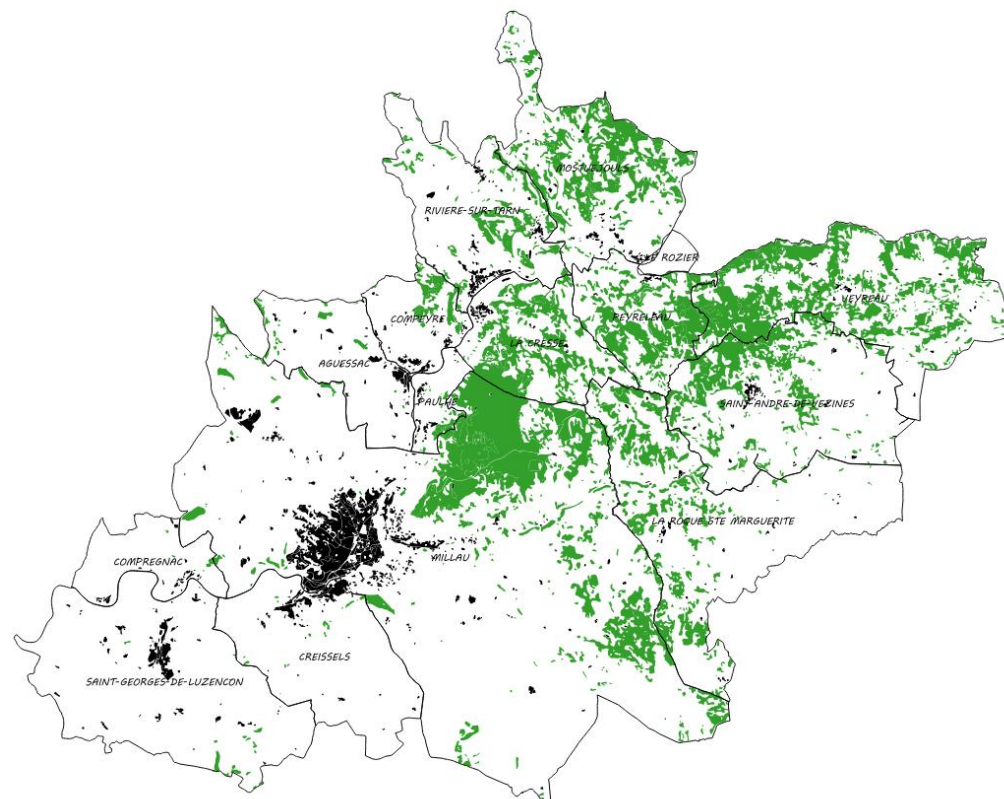 MOSTUEJOULS
RIVIERE-SUR-TARN
LE ROZIER
VEYREAU
COMPEYRE
PEYRELEAU
LA CRESSE
AGUESSAC
PAULHE
SAINT-ANDRE-DE-VEZINES
LA ROQUE STE MARGUERITE
MILLAU
COMPREGNAC
CREISSELS
SAINT-GEORGES-DE-LUZENCON